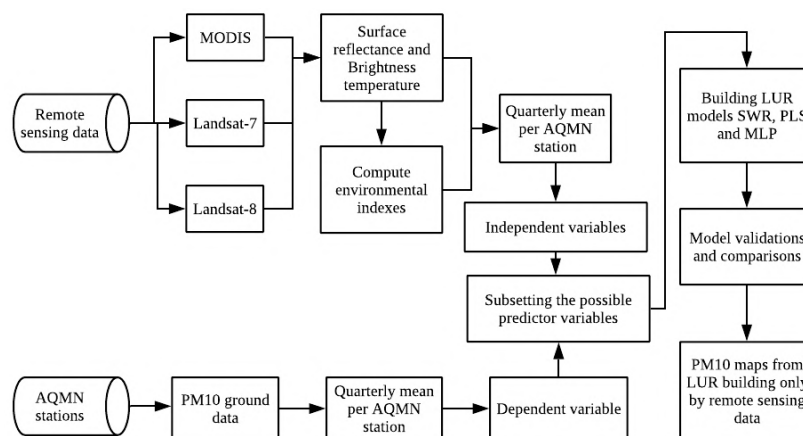 MODIS
Landsat-7
Landsat-8
Remote
sensing data
Surface
reflectance and
Brightness
temperature
Compute
environmental
indexes
Quarterly mean
per AQMN
station
Independent variables
Subsetting the possible
predictor variables
AQMN
stations
PM10 ground
data
Quarterly mean
per AQMN
station
Dependent variable
Building LUR
models SWR, PLS
and MLP
Model validations
and comparisons
PM10 maps from
LUR building only
by remote sensing
data